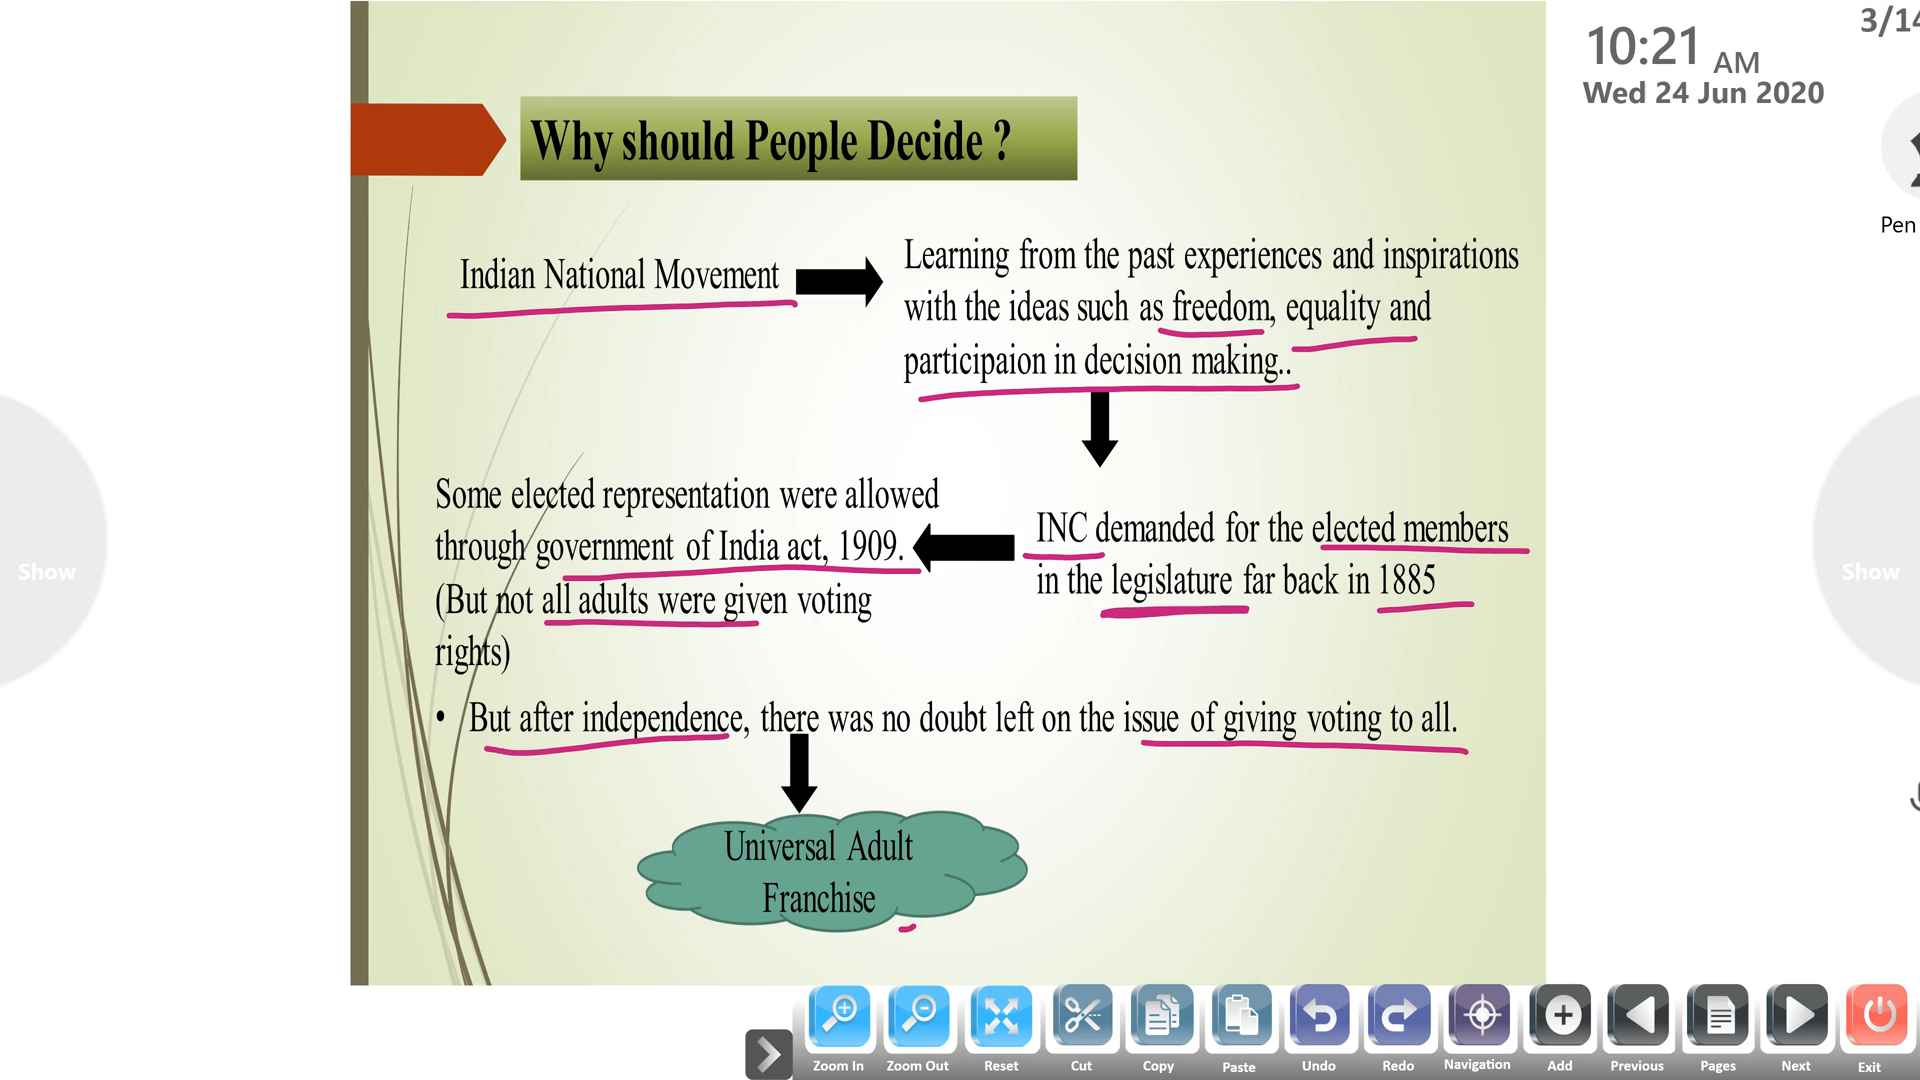 3/14
10:21 AM
Wed 24 Jun 2020
Why should People Decide ?
Pen
Indian National Movement
Learning from the past experiences and inspirations
with the ideas such as freedom, equality and
participaion in decision making..
INC demanded for the elected members
in the legislature far back in 1885
Some elected representation were allowed
through government of India act, 1909.
(But not all adults were given voting
rights)
Show
Show
• But after independence, there was no doubt left on the issue of giving voting to all.
Universal Adult
Franchise
Zoom In
Zoom Out
Reset
Cut
Copy
Paste
Undo
Redo
Navigation
Add
Previous
Pages
Next
Exit